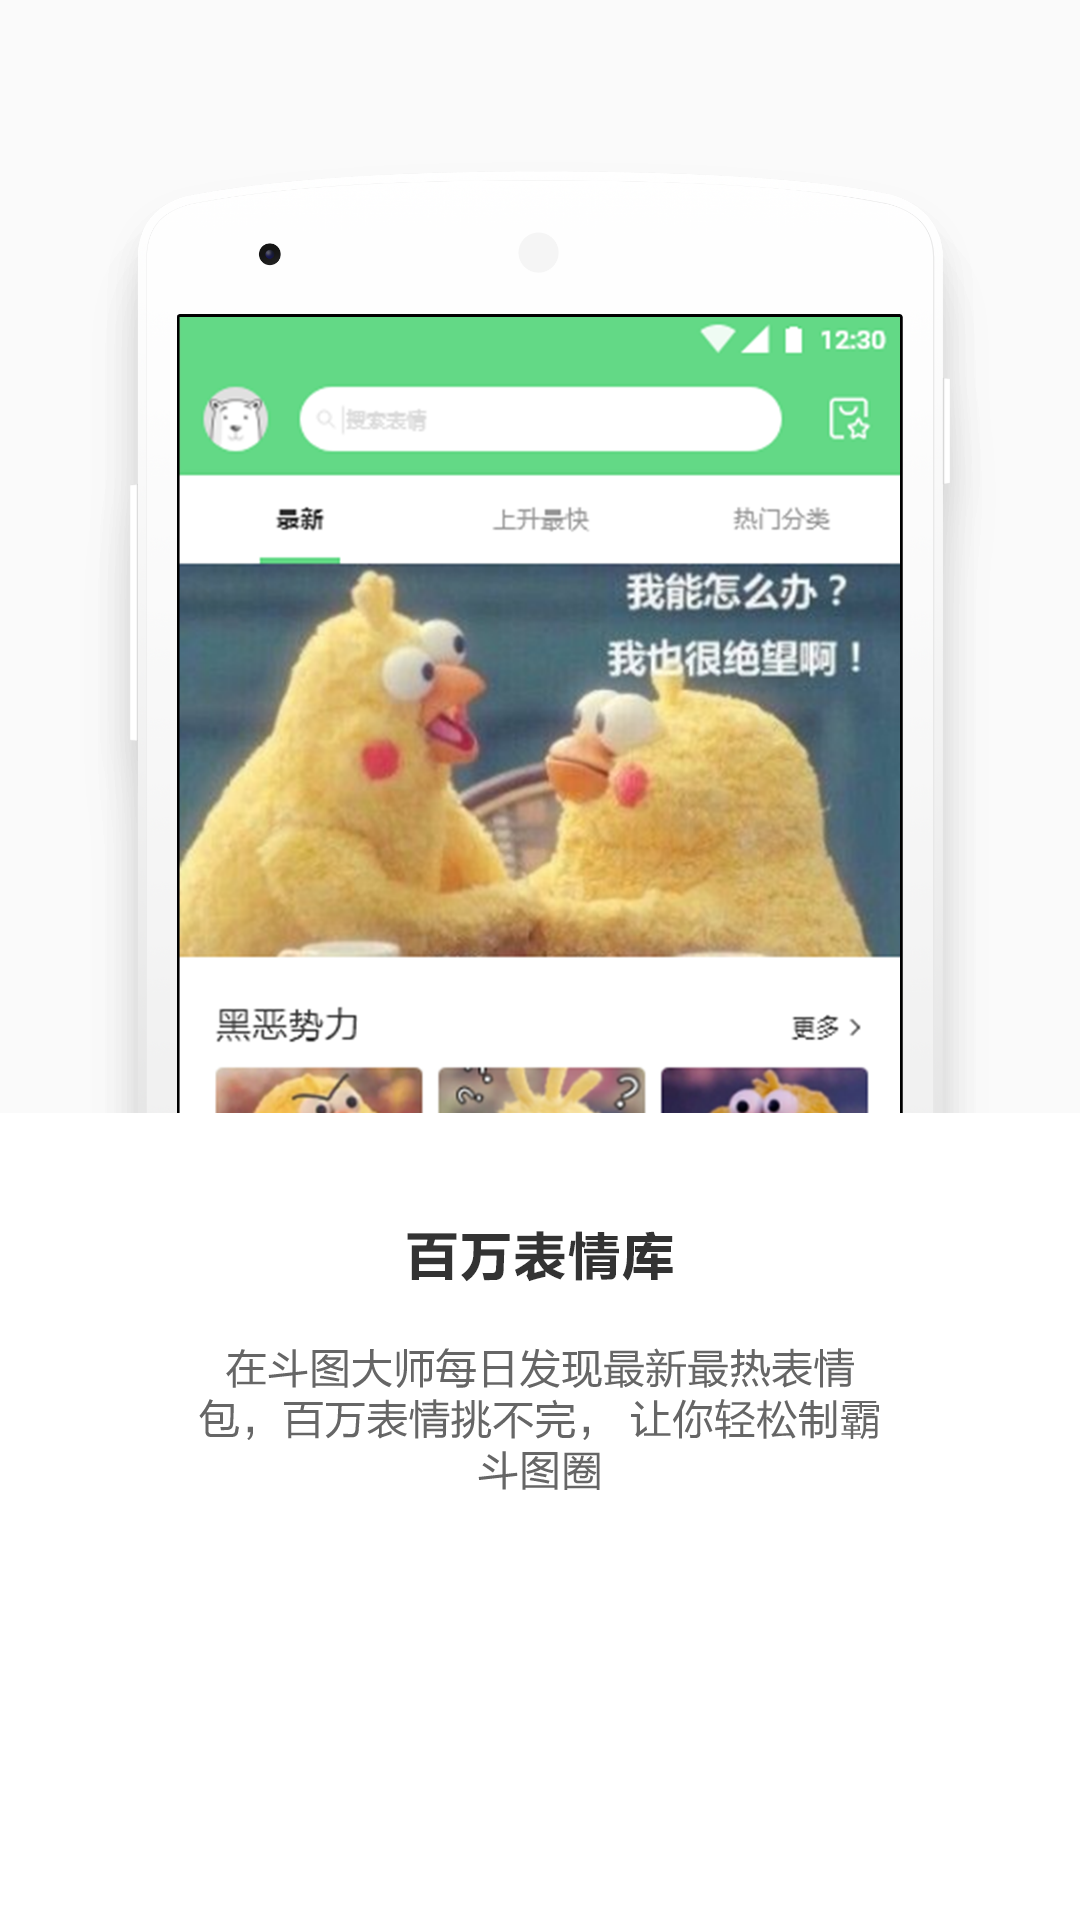 12:30
搜索表情
最新
上升最快
热门分类
我能怎么办？
我也很绝望啊！
黑恶势力
更多
??
?
百万表情库
在斗图大师每日发现最新最热表情
包，百万表情挑不完， 让你轻松制霸
斗图圈